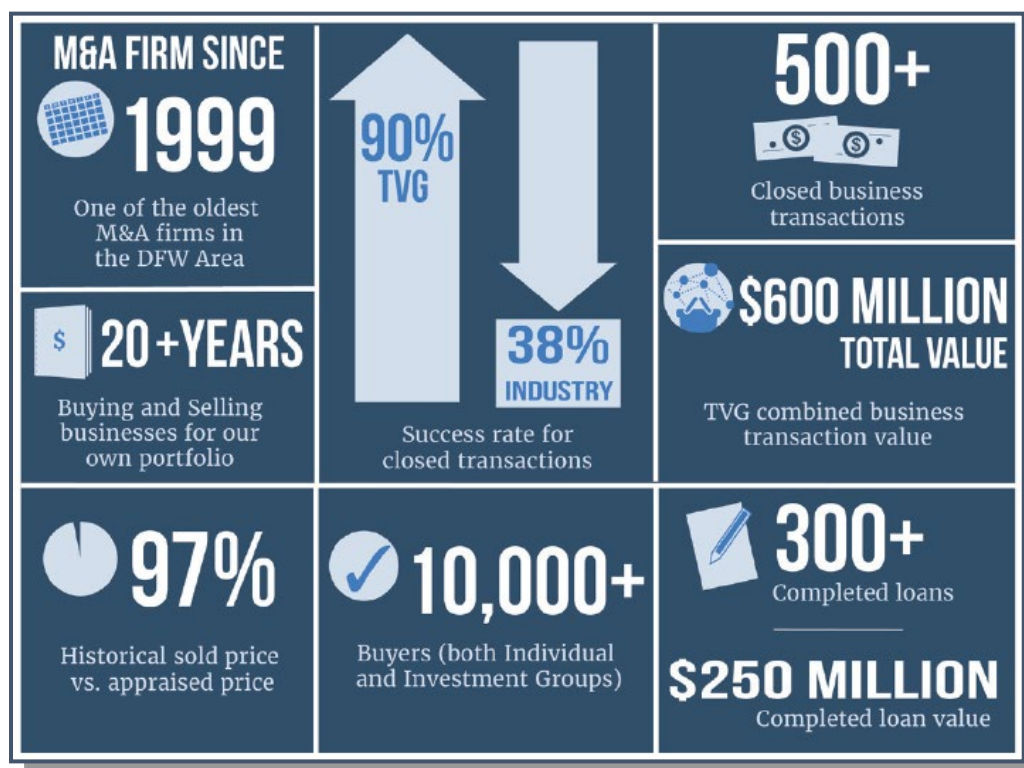 M&A FIRM SINCE
1999
One of the oldest
M&A firms in
the DFW Area
20+YEARS
Buying and Selling
businesses for our
own portfolio
90%
TVG
38%
INDUSTRY
Success rate for
closed transactions
500+
Closed business
transactions
$600 MILLION
TOTAL VALUE
TVG combined business
transaction value
97%
Historical sold price
vs. appraised price
10,000+
Buyers (both Individual
and Investment Groups)
300+
Completed loans
$250 MILLION
Completed loan value